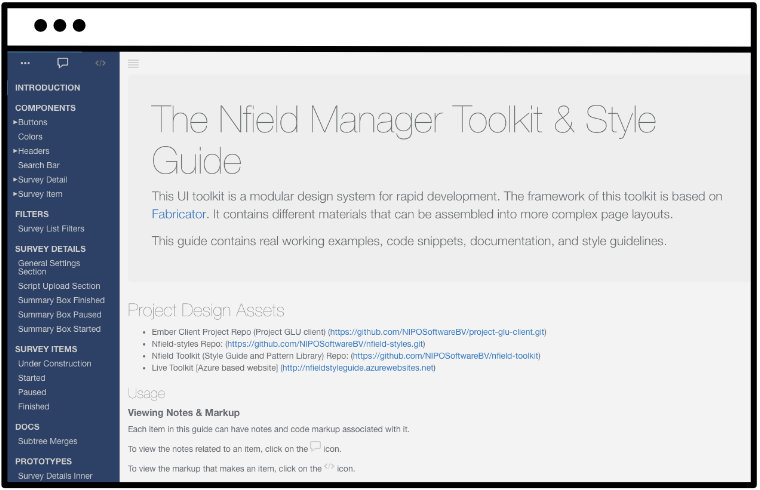 INTRODUCTION
COMPONENTS
Buttons
Colors
Headers
Search Bar
Survey Detail
Survey Item
FILTERS
Survey List Filters
SURVEY DETAILS
General Settings
Section
Script Upload Section
Summary Box Finished
Summary Box Paused
Summary Box Started
SURVEY ITEMS
Under Construction
Started
Paused
Finished
DOCS
Subtree Merges
PROTOTYPES
Survey Details Inner
The Nfield Manager Toolkit & Style
Guide
This UI toolkit is a modular design system for rapid development. The framework of this toolkit is based on
Fabricator. It contains different materials that can be assembled into more complex page layouts.
This guide contains real working examples, code snippets, documentation, and style guidelines.
Project Design Assets
• Ember Client Project Repo (Project GLU client) (https://github.com/NIPOSoftwareBV/project-glu-client.git)
• Nfield-styles Repo: (https://github.com/NIPOSoftwareBV/nfield-styles.git)
• Nfield Toolkit (Style Guide and Pattern Library) Repo: (https://github.com/NIPOSoftwareBV/nfield-toolkit)
• Live Toolkit [Azure based website] (http://nfieldstyleguide.azurewebsites.net)
Usage
Viewing Notes & Markup
Each item in this guide can have notes and code markup associated with it.
To view the notes related to an item, click on the icon.
To view the markup that makes an item, click on the </> icon.